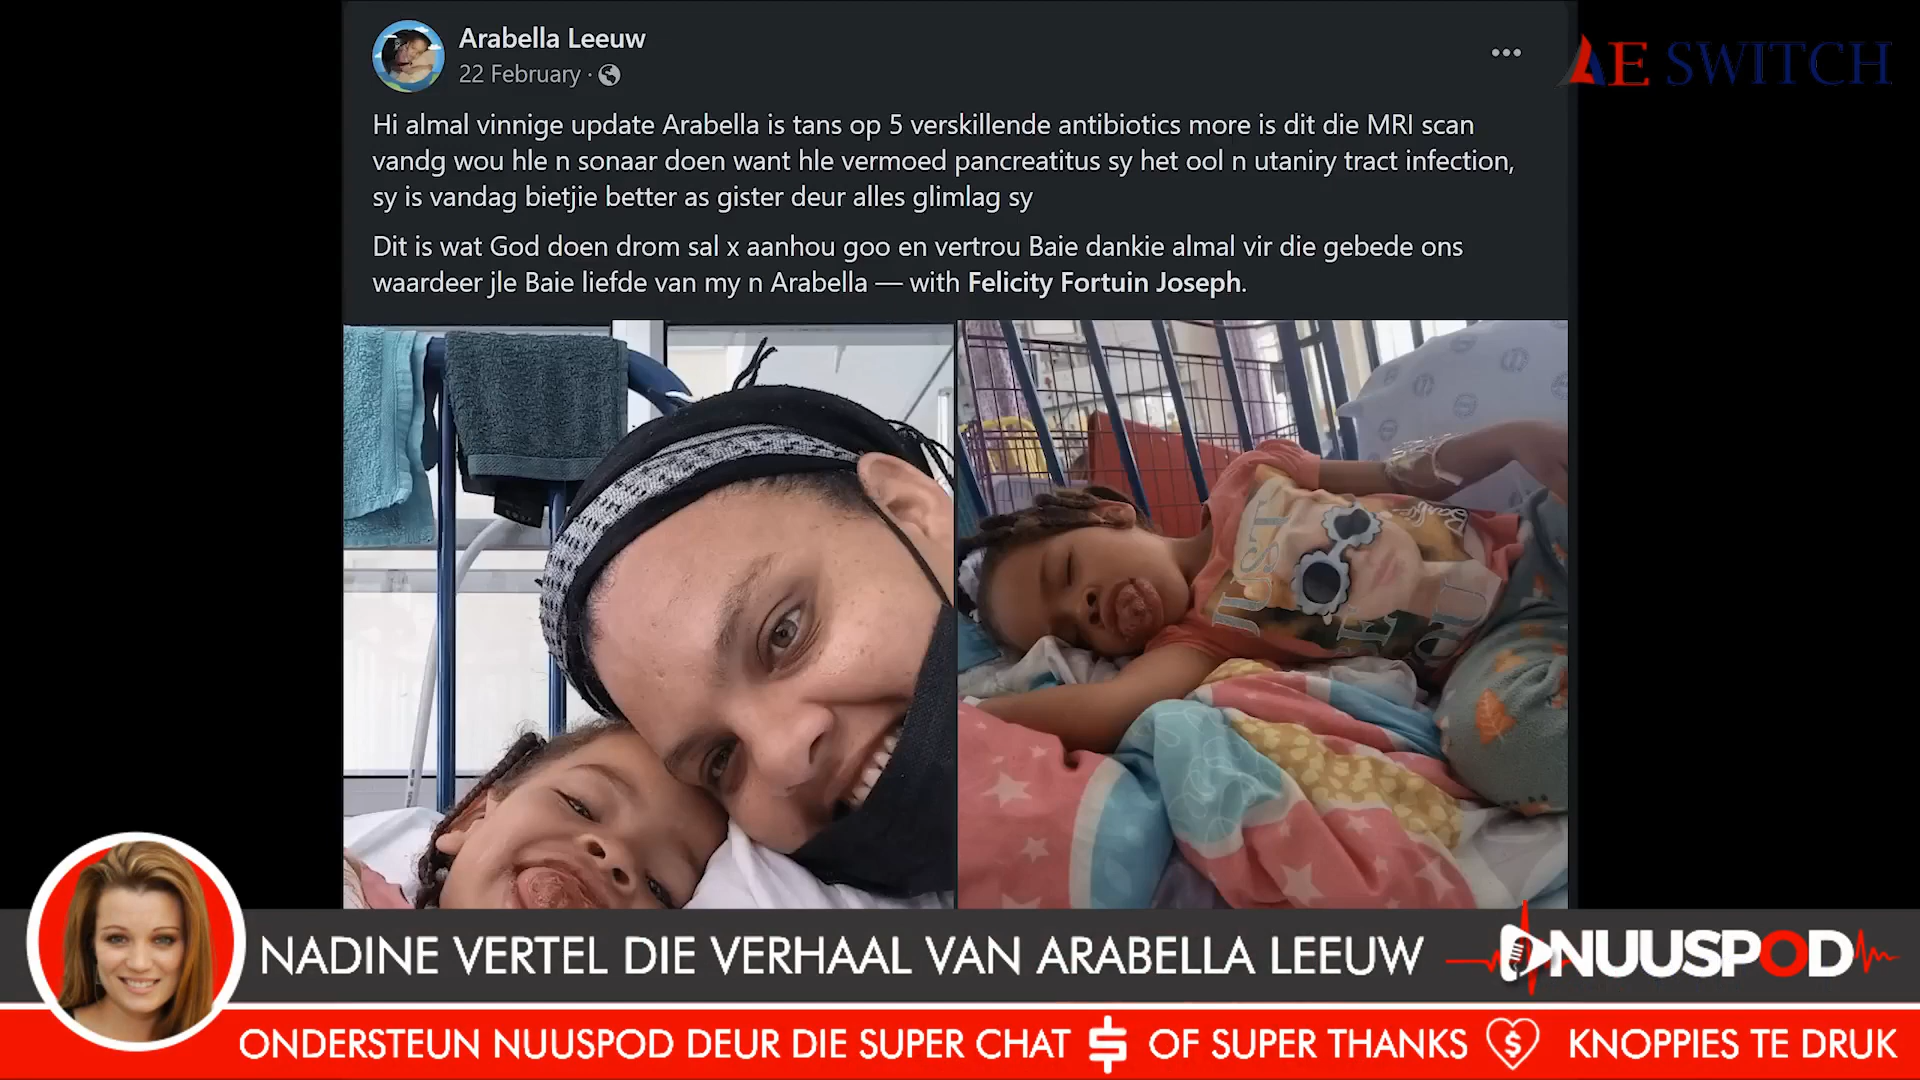 Arabella Leeuw
22 February ·
AE SWITCH
Hi almal vinnige update Arabella is tans op 5 verskillende antibiotics more is dit die MRI scan
vandg wou hle n sonaar doen want hle vermoed pancreatitus sy het ool n utaniry tract infection,
sy is vandag bietjie better as gister deur alles glimlag sy
Dit is wat God doen drom sal x aanhou goo en vertrou Baie dankie almal vir die gebede ons
waardeer jle Baie liefde van my n Arabella — with Felicity Fortuin Joseph.
JUST
BE
YOU
Barbie
NADINE VERTEL DIE VERHAAL VAN ARABELLA LEEUW
NUUSPOD
ONDERSTEUN NUUSPOD DEUR DIE SUPER CHAT $ OF SUPER THANKS $ KNOPPIES TE DRUK